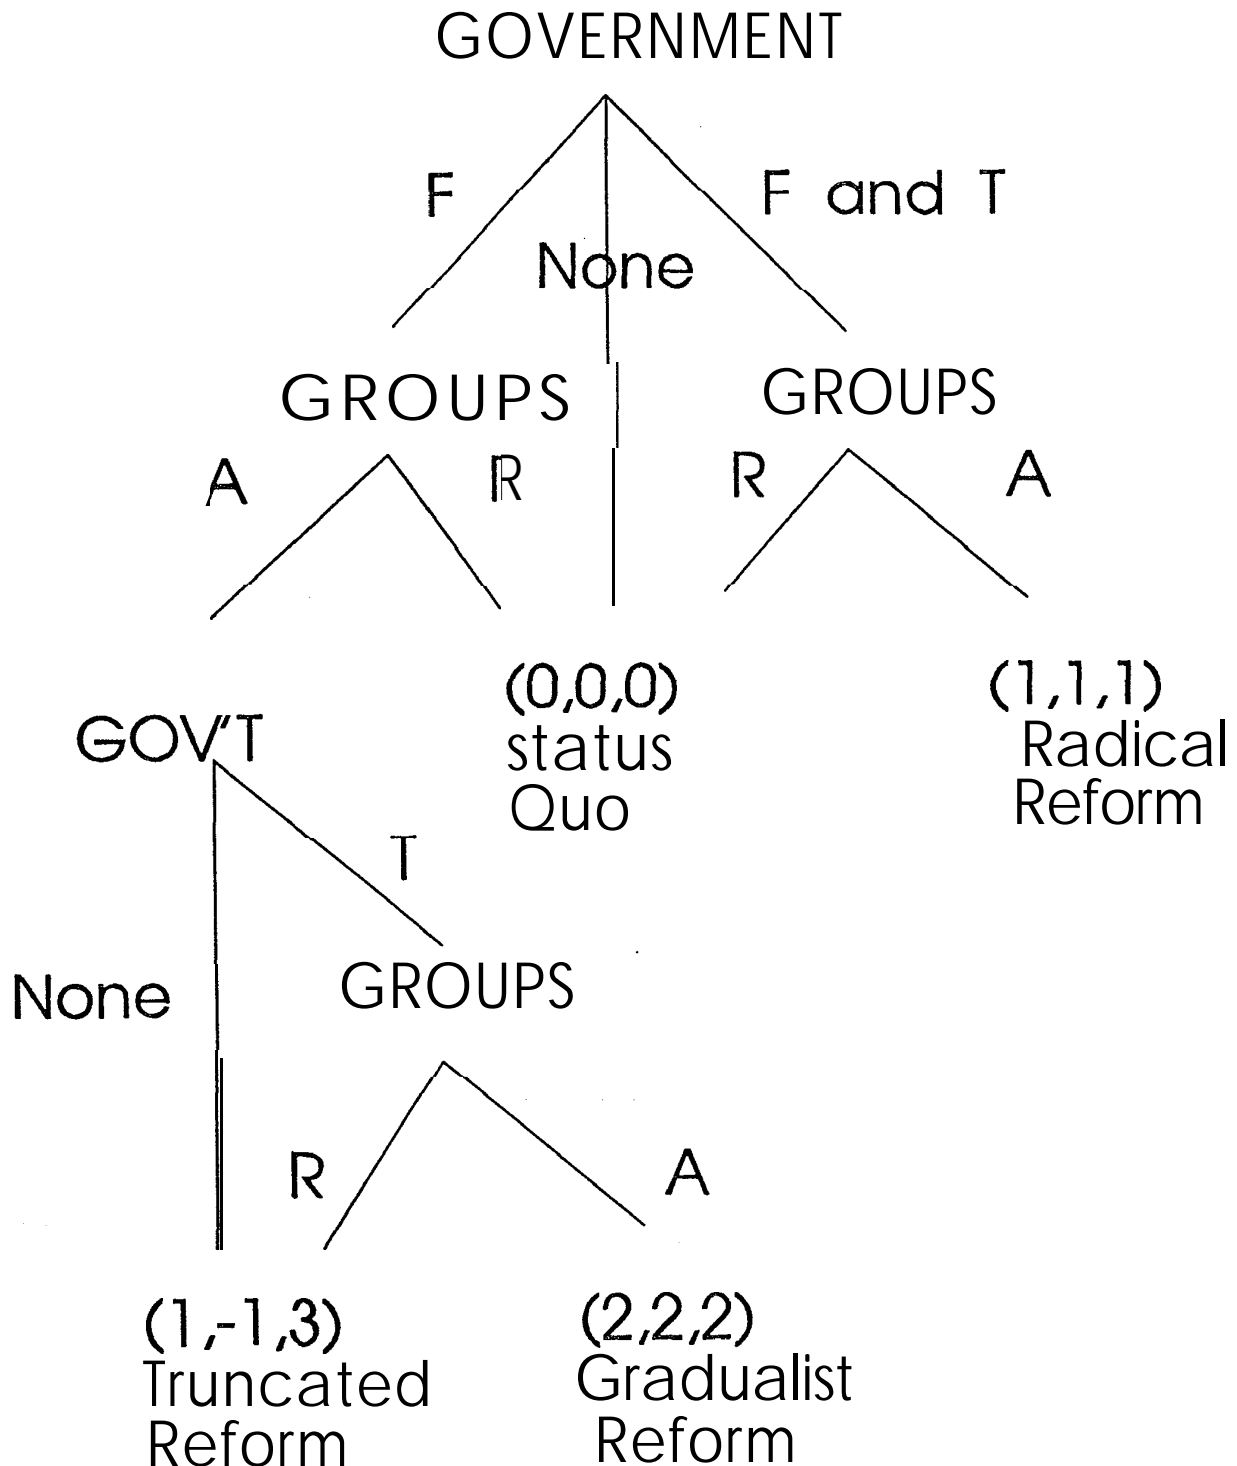 GOVERNMENT
F
F and T
None
GROUPS
GROUPS
A
R
R
A
(0,0,0)
status
Quo
(1,1,1)
Radical
Reform
GOV'T
T
None
GROUPS
R
A
(1,-1,3)
Truncated
Reform
(2,2,2)
Gradualist
Reform